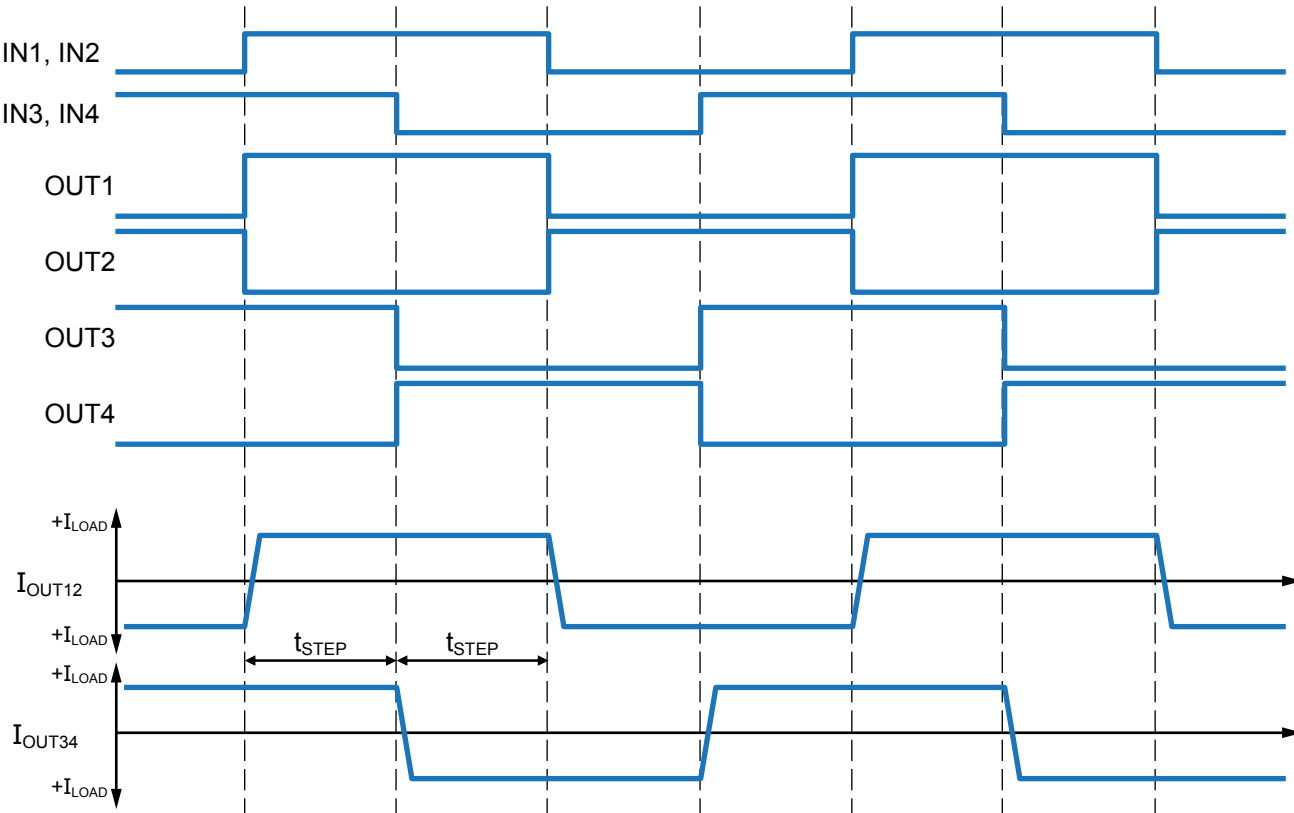 IN1, IN2
IN3, IN4
OUT1
OUT2
OUT3
OUT4
+ILOAD
IOUT12
+ILOAD
tSTEP
tSTEP
+ILOAD
IOUT34
+ILOAD